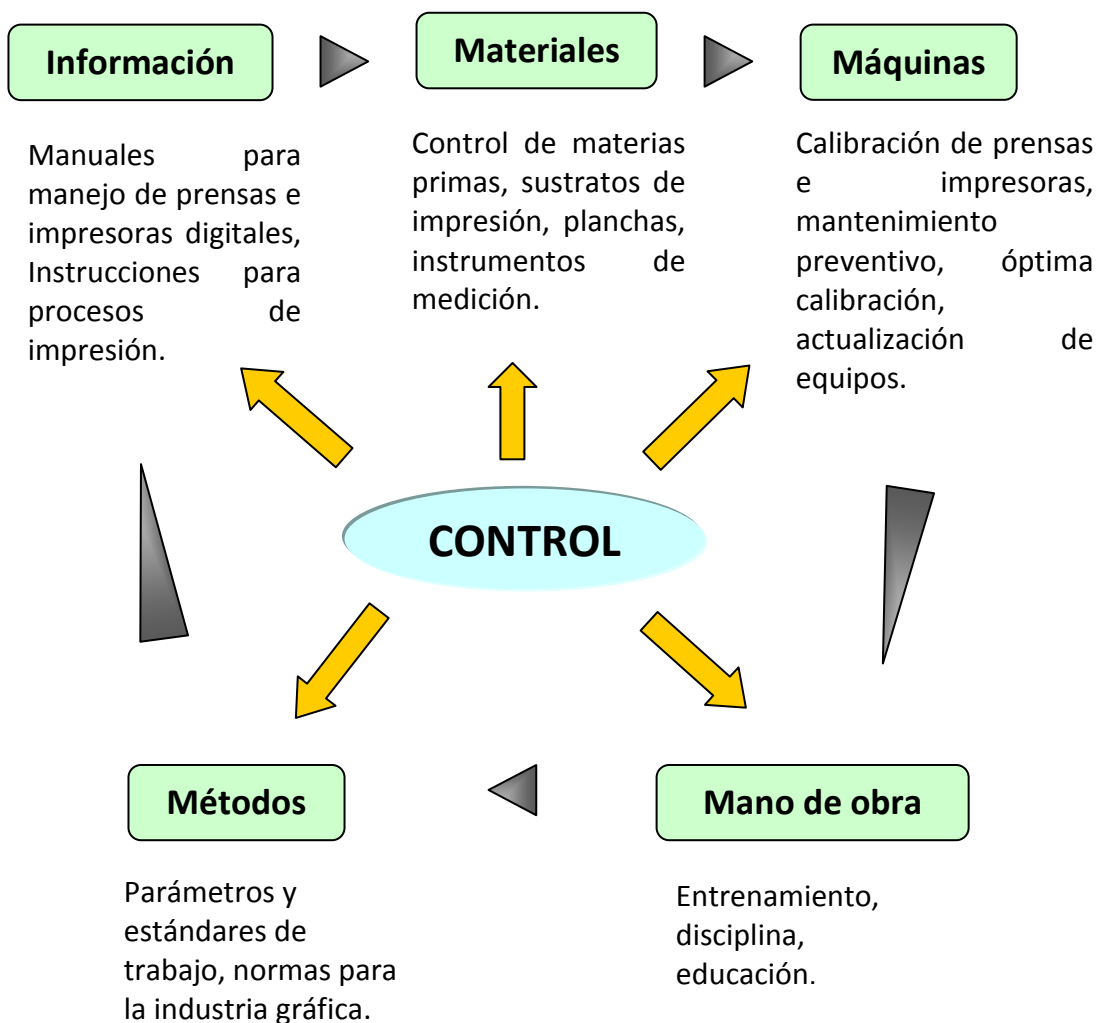 Información
Manuales para
manejo de prensas e
impresoras digitales,
Instrucciones para
procesos de
impresión.
Materiales
Control de materias
primas, sustratos de
impresión, planchas,
instrumentos de
medición.
Máquinas
Calibración de prensas
e impresoras,
mantenimiento
preventivo, óptima
calibración,
actualización de
equipos.
CONTROL
Métodos
Parámetros y
estándares de
trabajo, normas para
la industria gráfica.
Mano de obra
Entrenamiento,
disciplina,
educación.